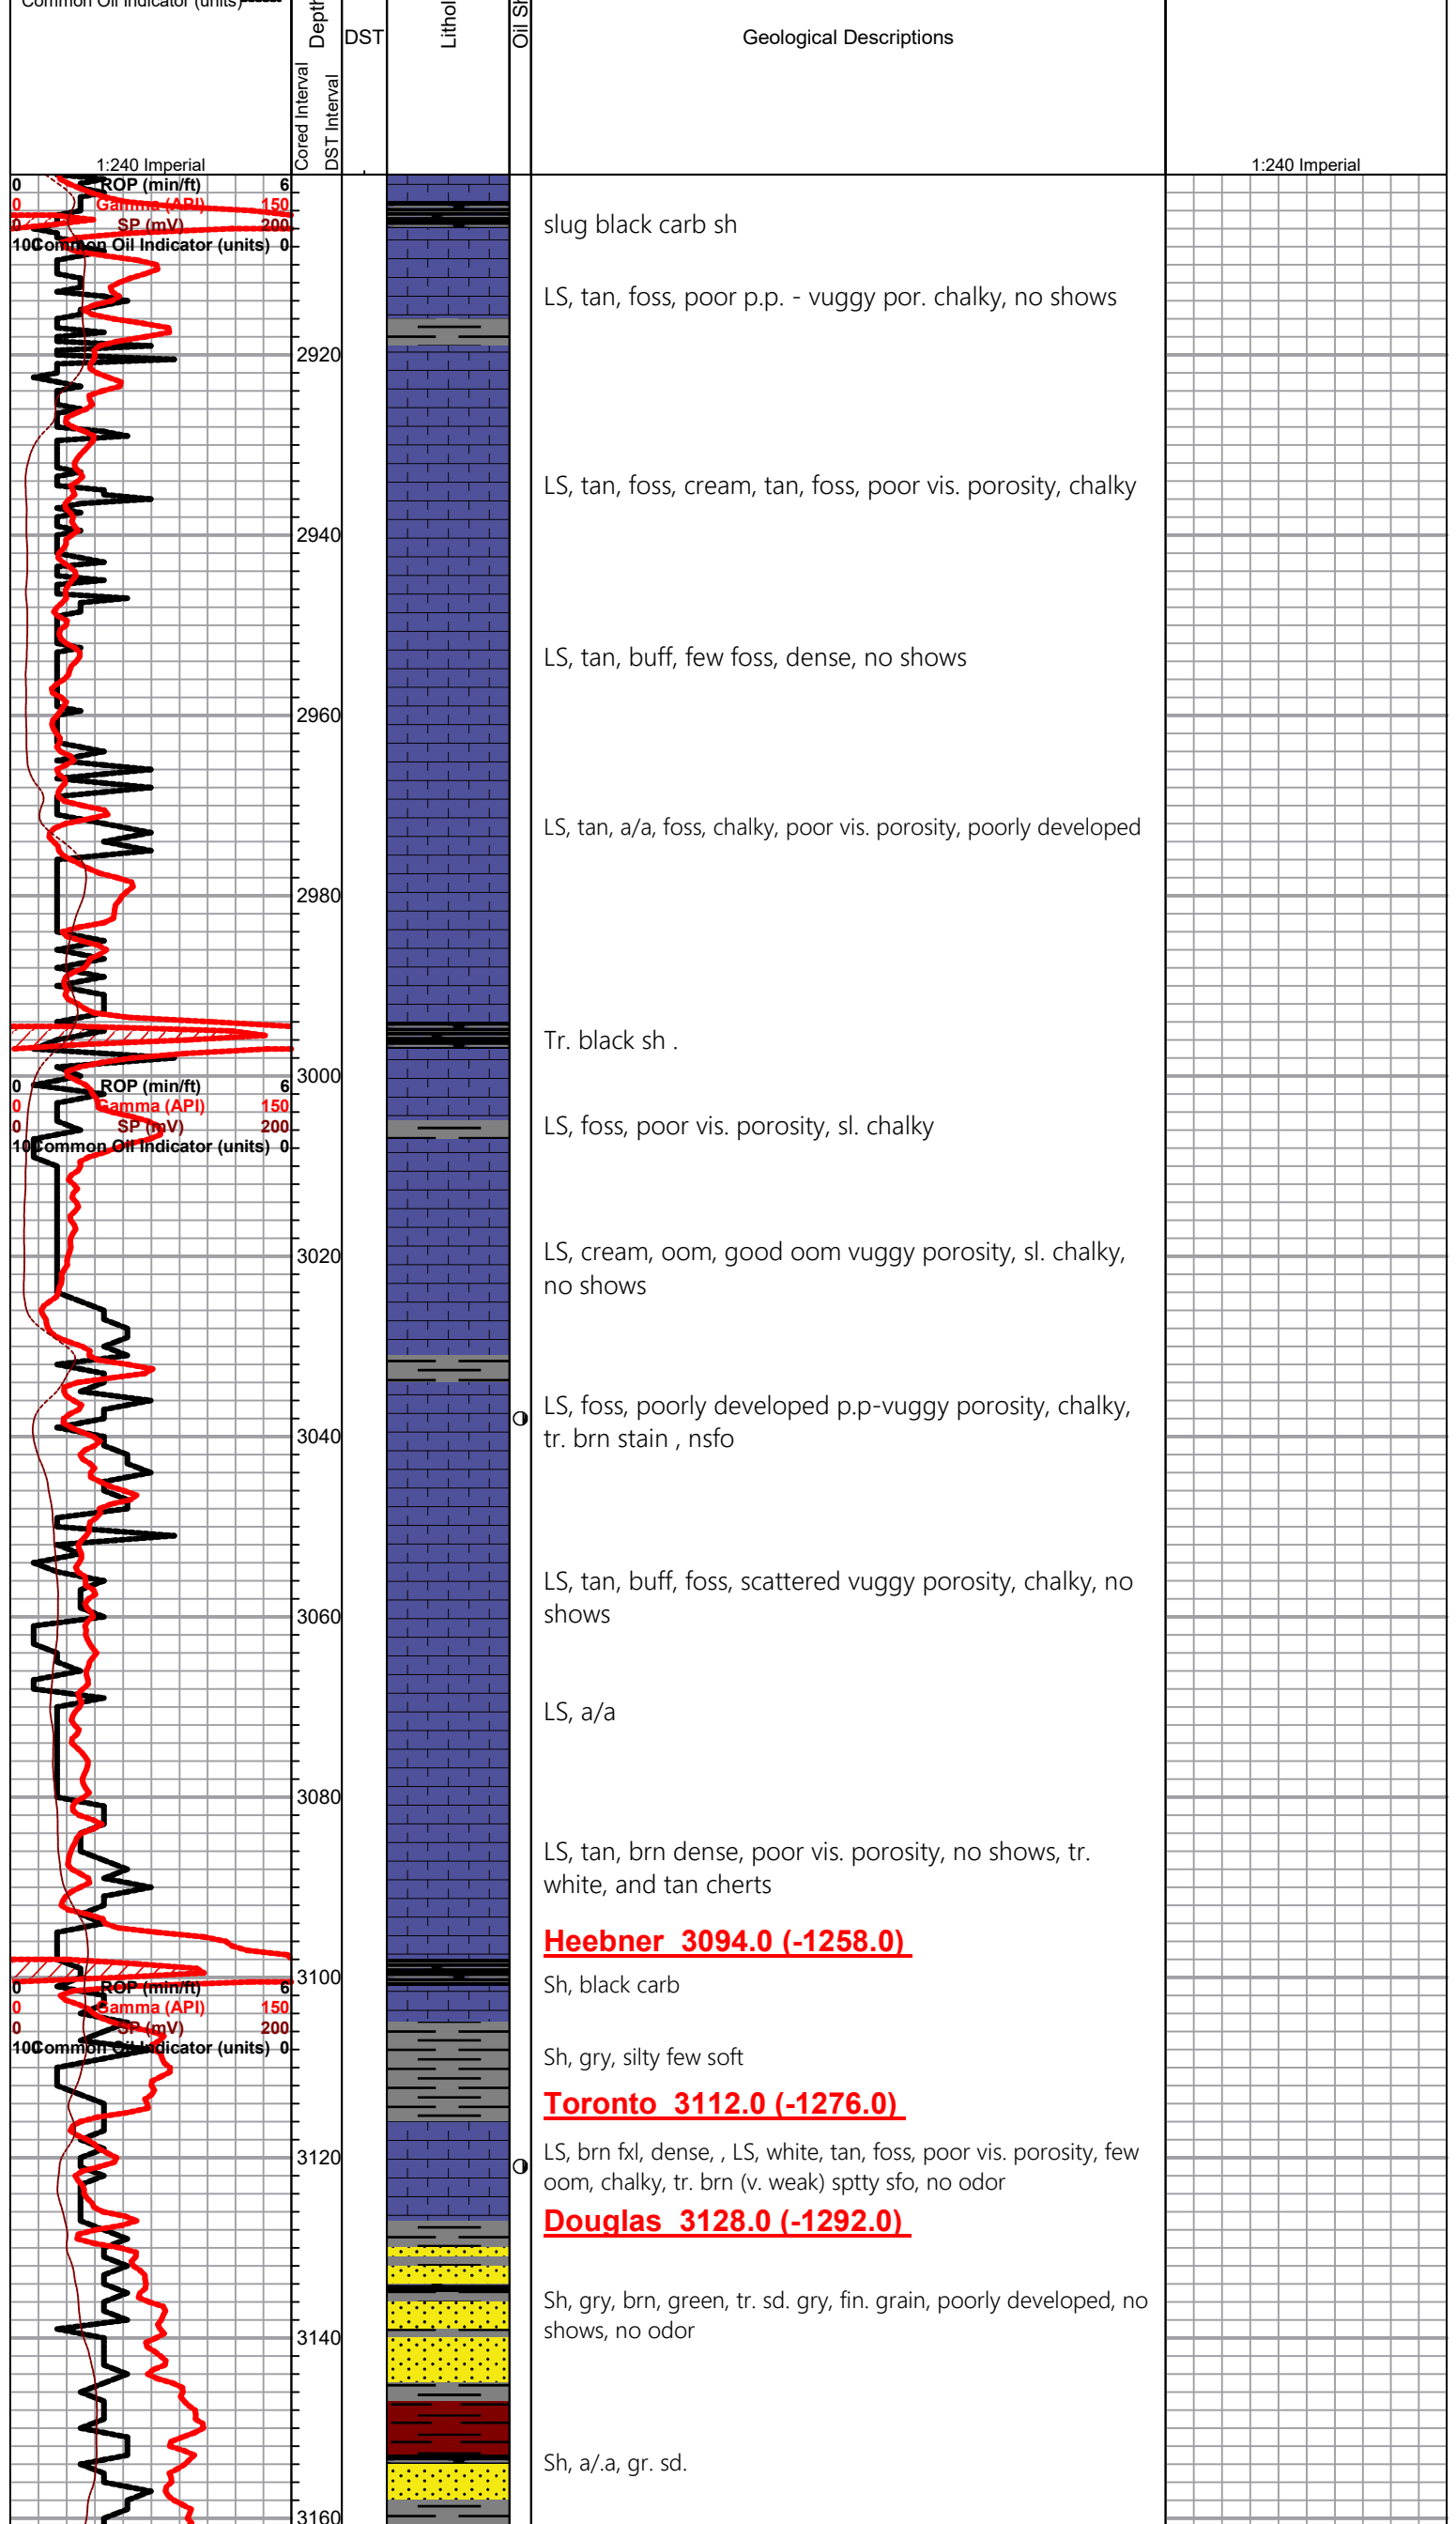 Common Oil Indicator (units)
Depth
DST
Geological Descriptions
Cored Interval
DST Interval
1:240 Imperial
1:240 Imperial
0 ROP (min/ft) 6
0 Gamma (API) 150
0 SP (mV) 200
100 Common Oil Indicator (units) 0
slug black carb sh
LS, tan, foss, poor p.p. - vuggy por. chalky, no shows
2920
LS, tan, foss, cream, tan, foss, poor vis. porosity, chalky
2940
LS, tan, buff, few foss, dense, no shows
2960
LS, tan, a/a, foss, chalky, poor vis. porosity, poorly developed
2980
Tr. black sh .
3000
0 ROP (min/ft) 6
0 Gamma (API) 150
0 SP (mV) 200
10 Common Oil Indicator (units) 0
LS, foss, poor vis. porosity, sl. chalky
LS, cream, oom, good oom vuggy porosity, sl. chalky,
3020
no shows
LS, foss, poorly developed p.p-vuggy porosity, chalky,
tr. brn stain , nsfo
3040
LS, tan, buff, foss, scattered vuggy porosity, chalky, no
shows
3060
LS, a/a
3080
LS, tan, brn dense, poor vis. porosity, no shows, tr.
white, and tan cherts
Heebner 3094.0 (-1258.0)
3100
Sh, black carb
0 ROP (min/ft) 6
0 Gamma (API) 150
0 SP (mV) 200
100 Common Oil Indicator (units) 0
Sh, gry, silty few soft
Toronto 3112.0 (-1276.0)
LS, brn fxl, dense, , LS, white, tan, foss, poor vis. porosity, few
3120
oom, chalky, tr. brn (v. weak) sptty sfo, no odor
Douglas 3128.0 (-1292.0)
Sh, gry, brn, green, tr. sd. gry, fin. grain, poorly developed, no
shows, no odor
3140
Sh, a/.a, gr. sd.
3160